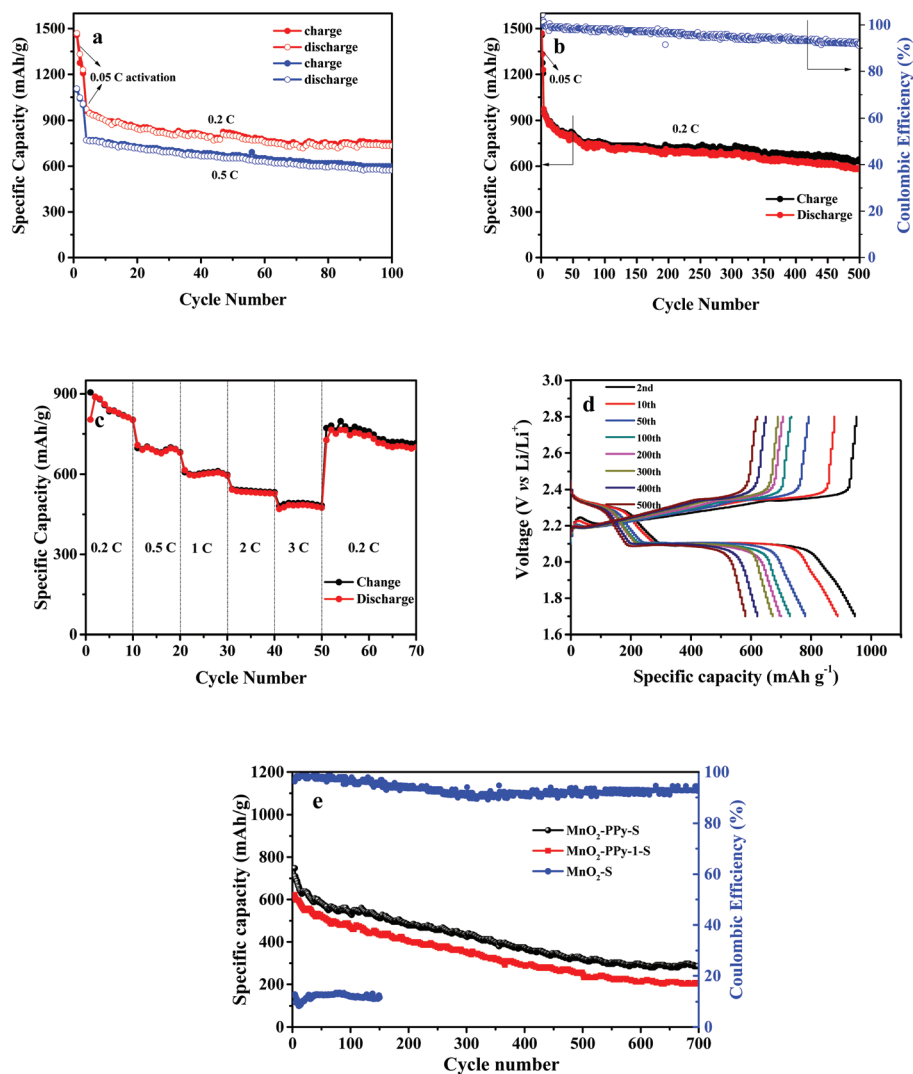 a
charge
discharge
charge
discharge
0.05 C activation
0.2 C
0.5 C
1500
1200
900
600
300
0
0 20 40 60 80 100
Specific Capacity (mAh/g)
Cycle Number
b
0.05 C
0.2 C
Charge
Discharge
1500
1200
900
600
300
0
100
80
60
40
20
0
0 50 100 150 200 250 300 350 400 450 500
Specific Capacity (mAh/g)
Coulombic Efficiency (%)
Cycle Number
c
900
600
300
0
0.2 C 0.5 C 1 C 2 C 3 C 0.2 C
Change
Discharge
0 10 20 30 40 50 60 70
Specific Capacity (mAh/g)
Cycle Number
d
2nd
10th
50th
100th
200th
300th
400th
500th
3.0
2.8
2.6
2.4
2.2
2.0
1.8
1.6
0 200 400 600 800 1000
Voltage (V vs Li/Li⁺)
Specific capacity (mAh g⁻¹)
e
MnO₂-PPy-S
MnO₂-PPy-1-S
MnO₂-S
1200
1000
800
600
400
200
0
100
80
60
40
20
0
0 100 200 300 400 500 600 700
Specific capacity (mAh/g)
Coulombic Efficiency (%)
Cycle number